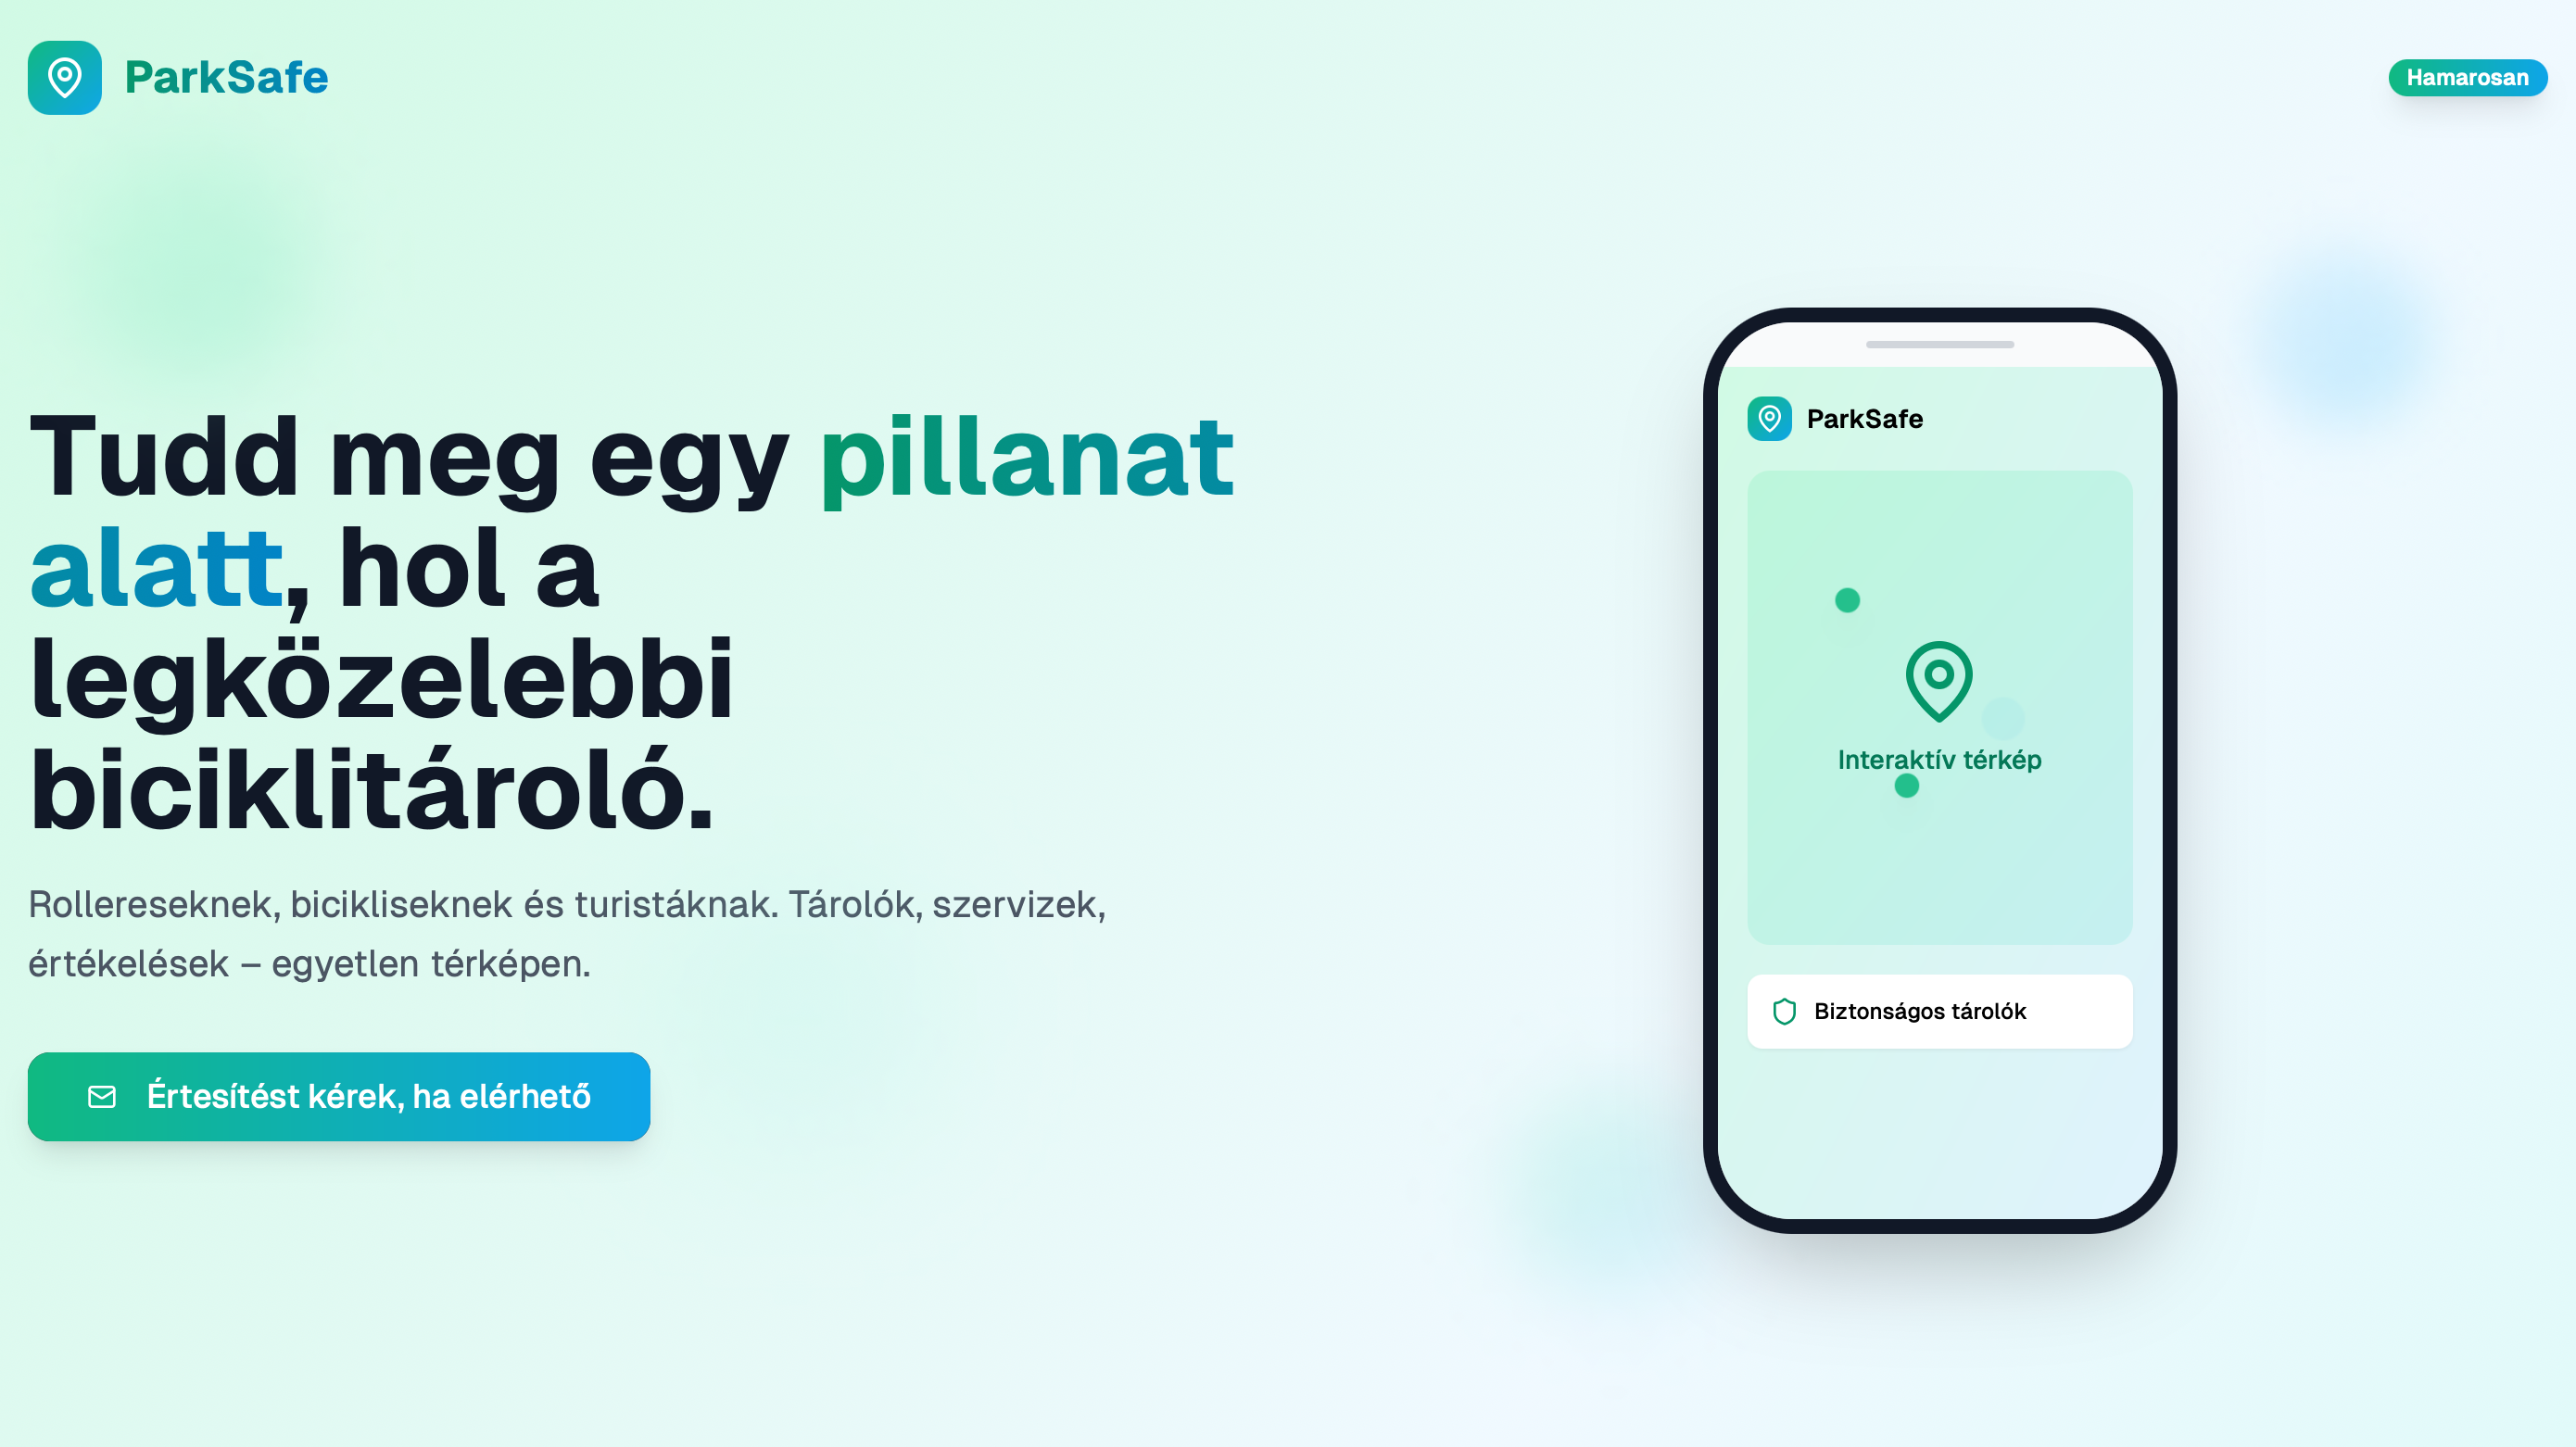 ParkSafe
Hamarosan
Tudd meg egy pillanat
alatt, hol a
legközelebbi
biciklitároló.
Rollereseknek, bicikliseknek és turistáknak. Tárolók, szervizek,
értékelések – egyetlen térképen.
Értesítést kérek, ha elérhető
ParkSafe
Interaktív térkép
Biztonságos tárolók